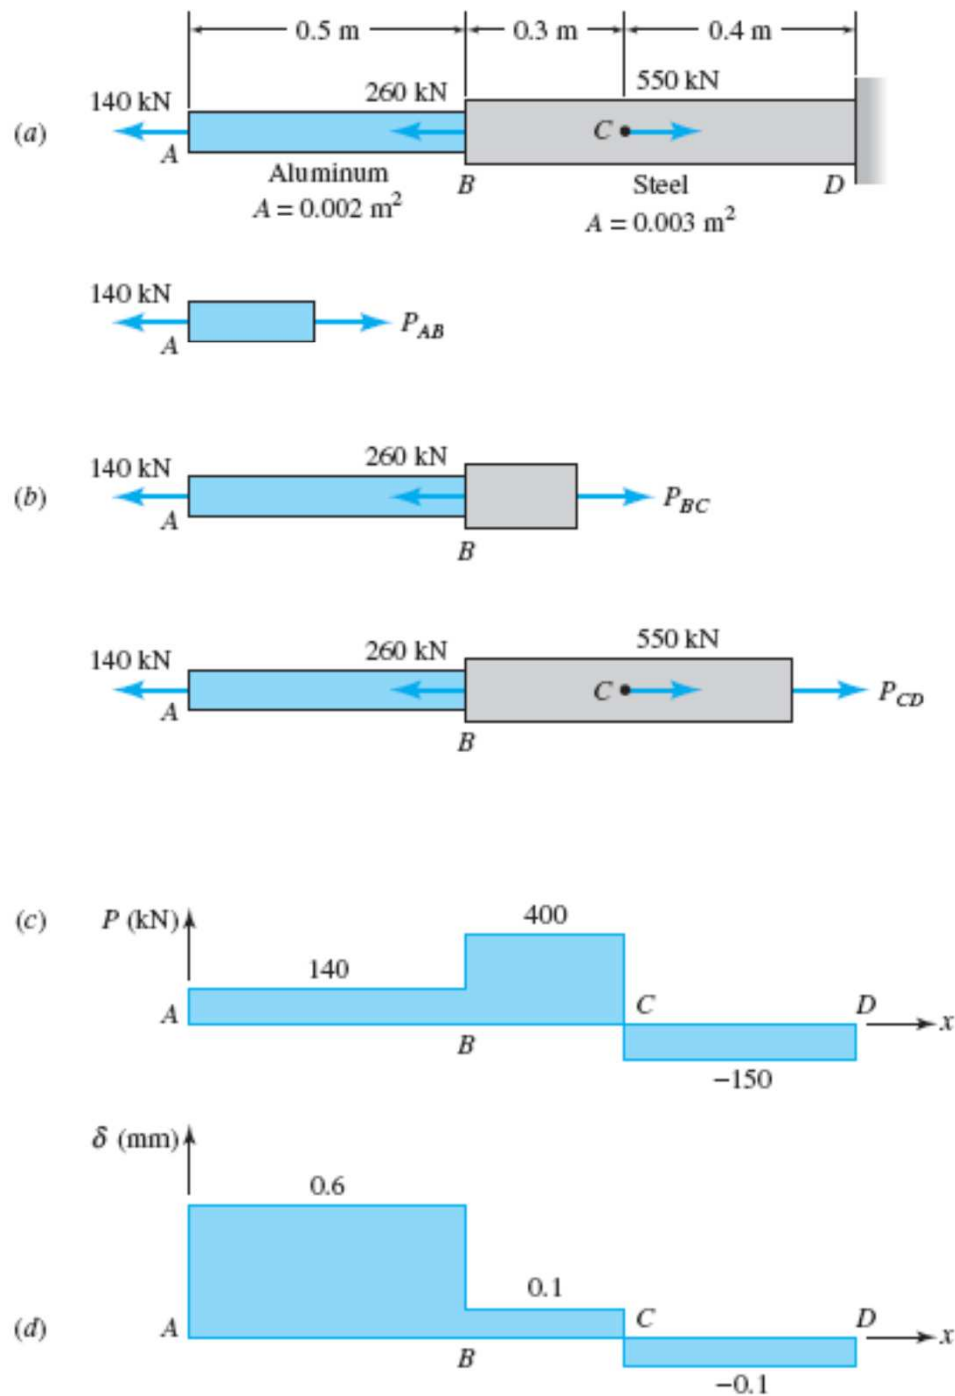 0.5 m 0.3 m 0.4 m
140 kN 260 kN 550 kN
(a) A C
Aluminum B Steel D
A = 0.002 m² A = 0.003 m²
140 kN
A P_AB
140 kN 260 kN
(b) A P_BC
B
140 kN 260 kN 550 kN
A C P_CD
B
(c) P (kN) 400
140
A C D x
B
−150
δ (mm)
0.6
0.1
(d) A C D x
B
−0.1